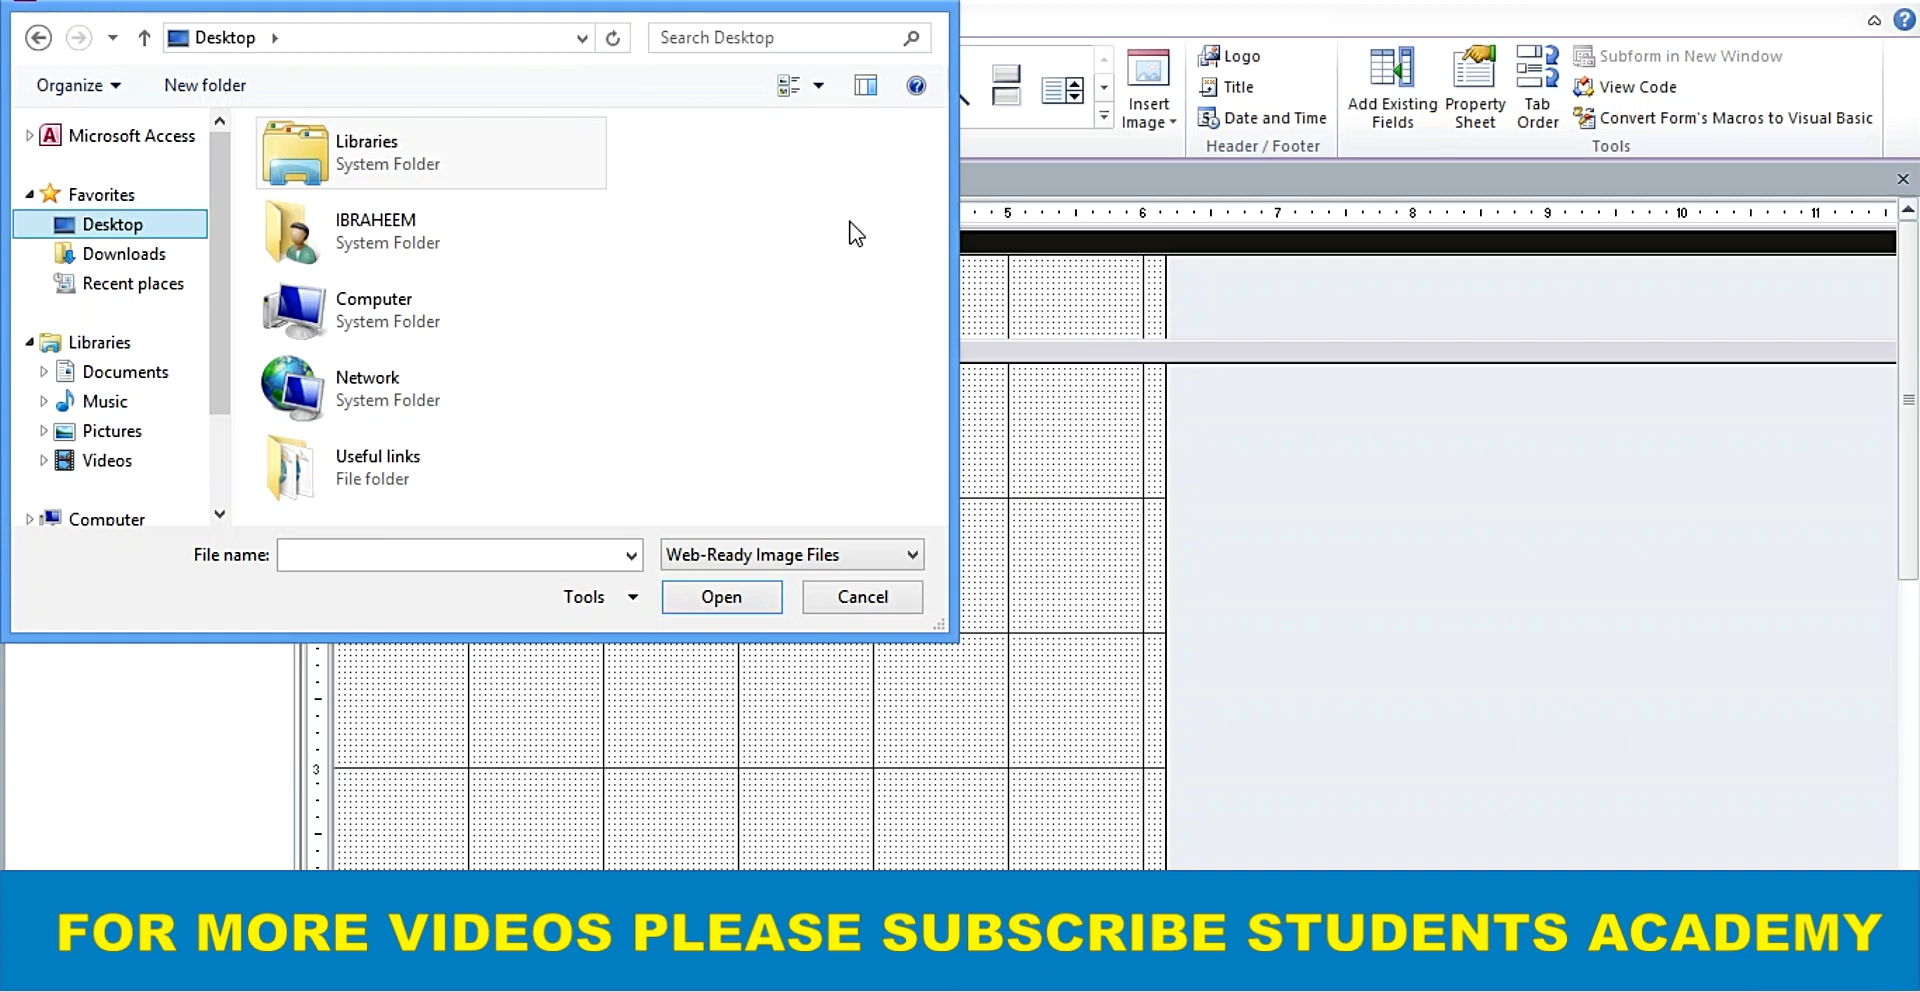 Desktop
Search Desktop
Organize
New folder
Microsoft Access
Favorites
Desktop
Downloads
Recent places
Libraries
Documents
Music
Pictures
Videos
Computer
Libraries
System Folder
IBRAHEEM
System Folder
Computer
System Folder
Network
System Folder
Useful links
File folder
File name:
Web-Ready Image Files
Tools
Open
Cancel
Insert
Image
Logo
Title
Date and Time
Header / Footer
Add Existing
Fields
Property
Sheet
Tab
Order
Subform in New Window
View Code
Convert Form's Macros to Visual Basic
Tools
5 6 7 8 9 10 11
3
FOR MORE VIDEOS PLEASE SUBSCRIBE STUDENTS ACADEMY